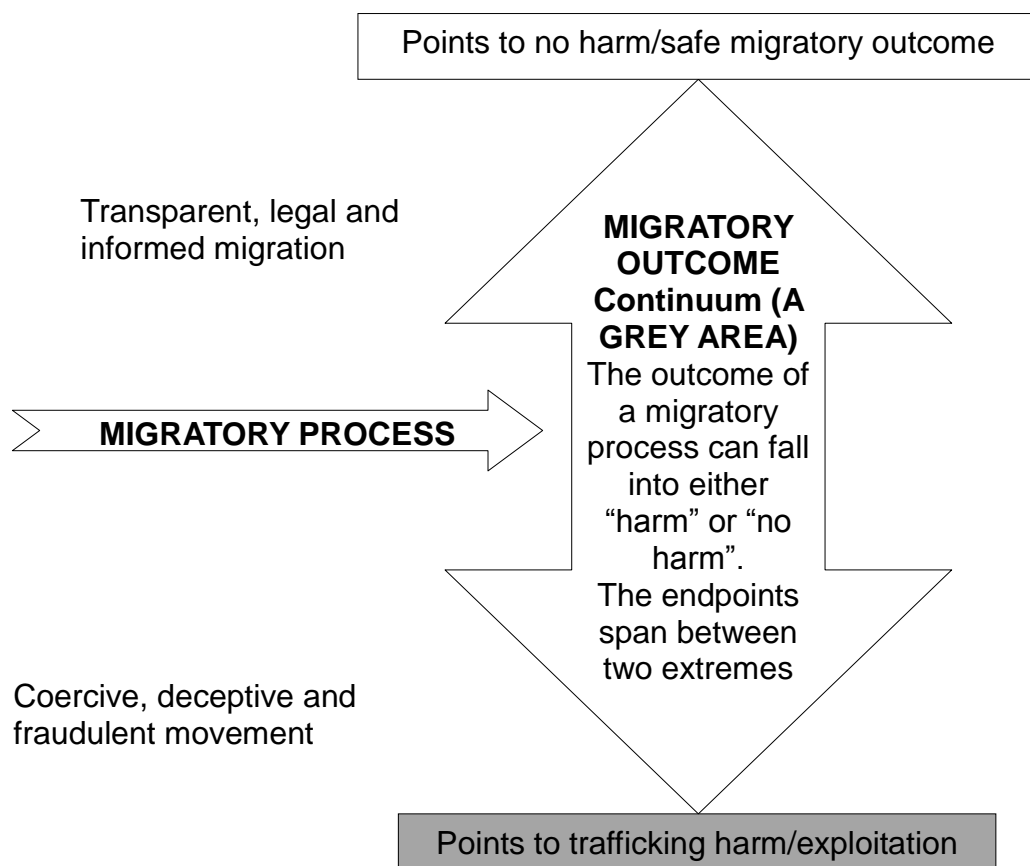 Points to no harm/safe migratory outcome
Transparent, legal and
informed migration
MIGRATORY
OUTCOME
Continuum (A
GREY AREA)
The outcome of
a migratory
process can fall
into either
“harm” or “no
harm”.
The endpoints
span between
two extremes
MIGRATORY PROCESS
Coercive, deceptive and
fraudulent movement
Points to trafficking harm/exploitation